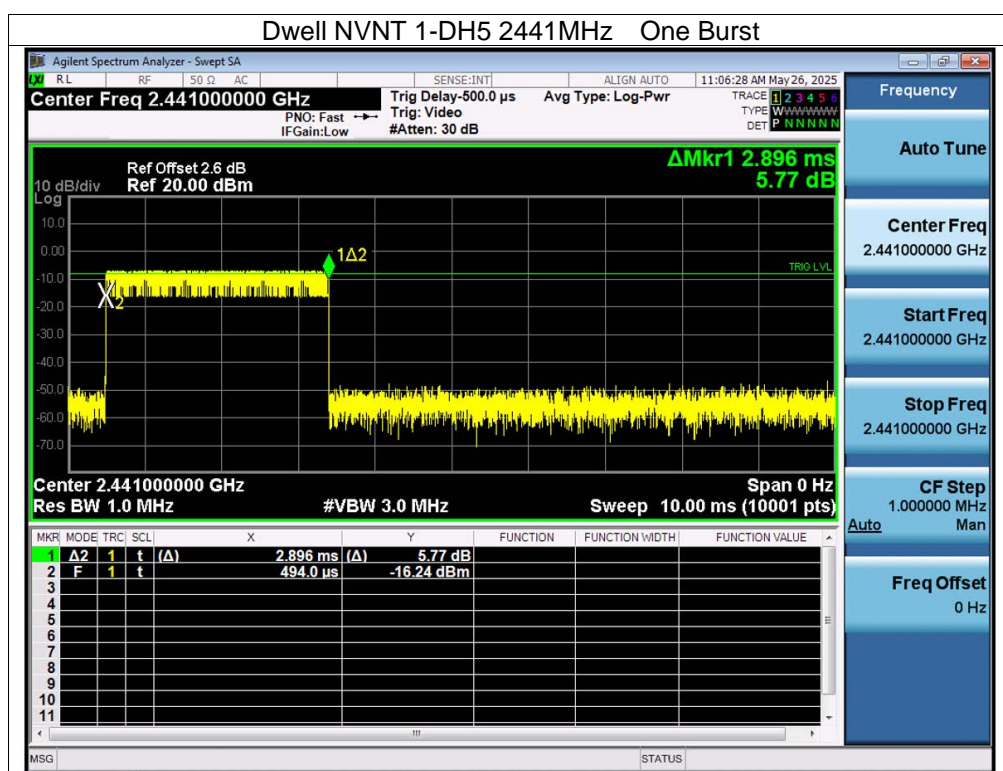 Dwell NVNT 1-DH5 2441MHz One Burst
Agilent Spectrum Analyzer - Swept SA
LXI RL RF 50 Ω AC SENSE:INT ALIGN AUTO 11:06:28 AM May 26, 2025
Center Freq 2.441000000 GHz Trig Delay-500.0 µs Avg Type: Log-Pwr TRACE 1 2 3 4 5 6
PNO: Fast Trig: Video TYPE WWWWWW
IFGain:Low #Atten: 30 dB DET P N N N N N
Frequency
Auto Tune
Center Freq
2.441000000 GHz
Start Freq
2.441000000 GHz
Stop Freq
2.441000000 GHz
CF Step
1.000000 MHz
Auto Man
Freq Offset
0 Hz
ΔMkr1 2.896 ms
5.77 dB
Ref Offset 2.6 dB
10 dB/div Ref 20.00 dBm
Log
10.0
0.00
-10.0
-20.0
-30.0
-40.0
-50.0
-60.0
-70.0
1Δ2
TRIG LVL
X2
Center 2.441000000 GHz Span 0 Hz
Res BW 1.0 MHz #VBW 3.0 MHz Sweep 10.00 ms (10001 pts)
MKR MODE TRC SCL X Y FUNCTION FUNCTION WIDTH FUNCTION VALUE
1 Δ2 1 t (Δ) 2.896 ms (Δ) 5.77 dB
2 F 1 t 494.0 µs -16.24 dBm
3
4
5
6
7
8
9
10
11
MSG STATUS